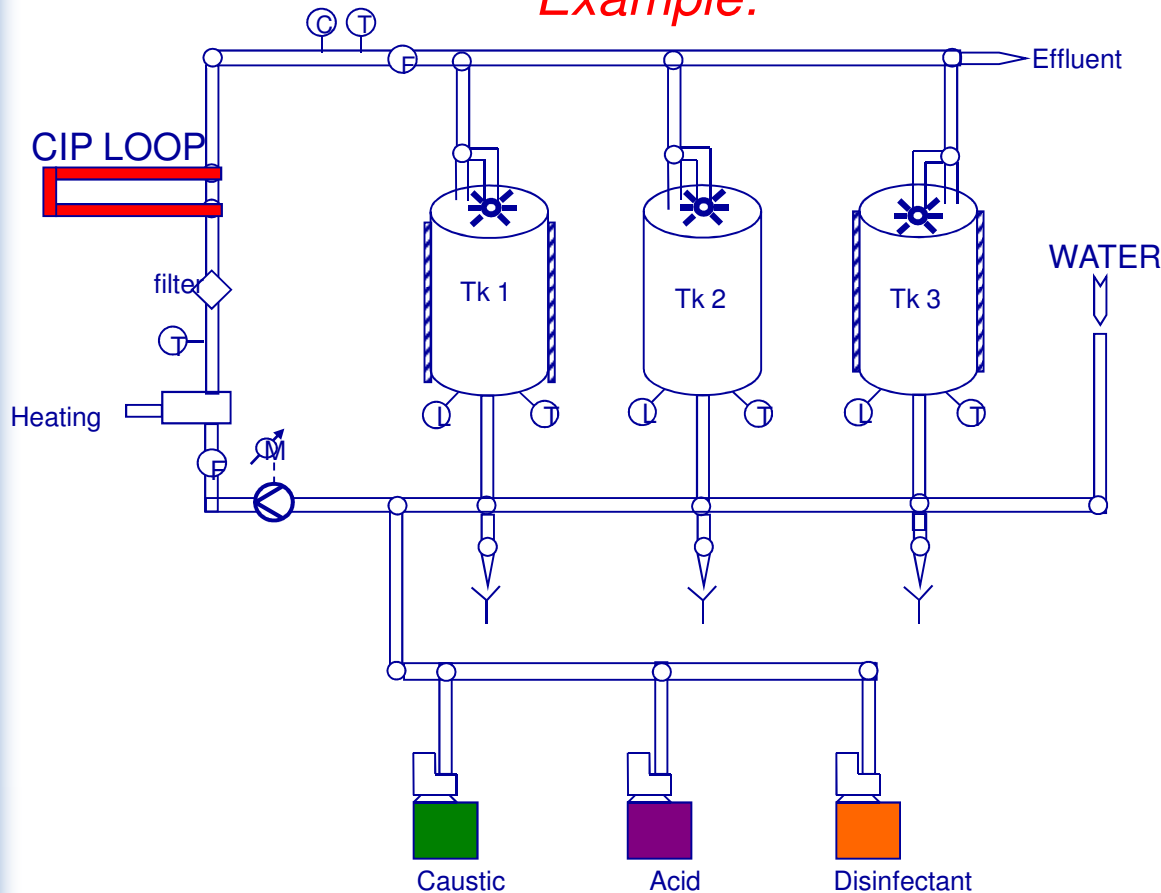 Example:
C T
F
Effluent
CIP LOOP
WATER
filter
Tk 1
Tk 2
Tk 3
T
Heating
L T
L T
L T
M
F
Caustic
Acid
Disinfectant